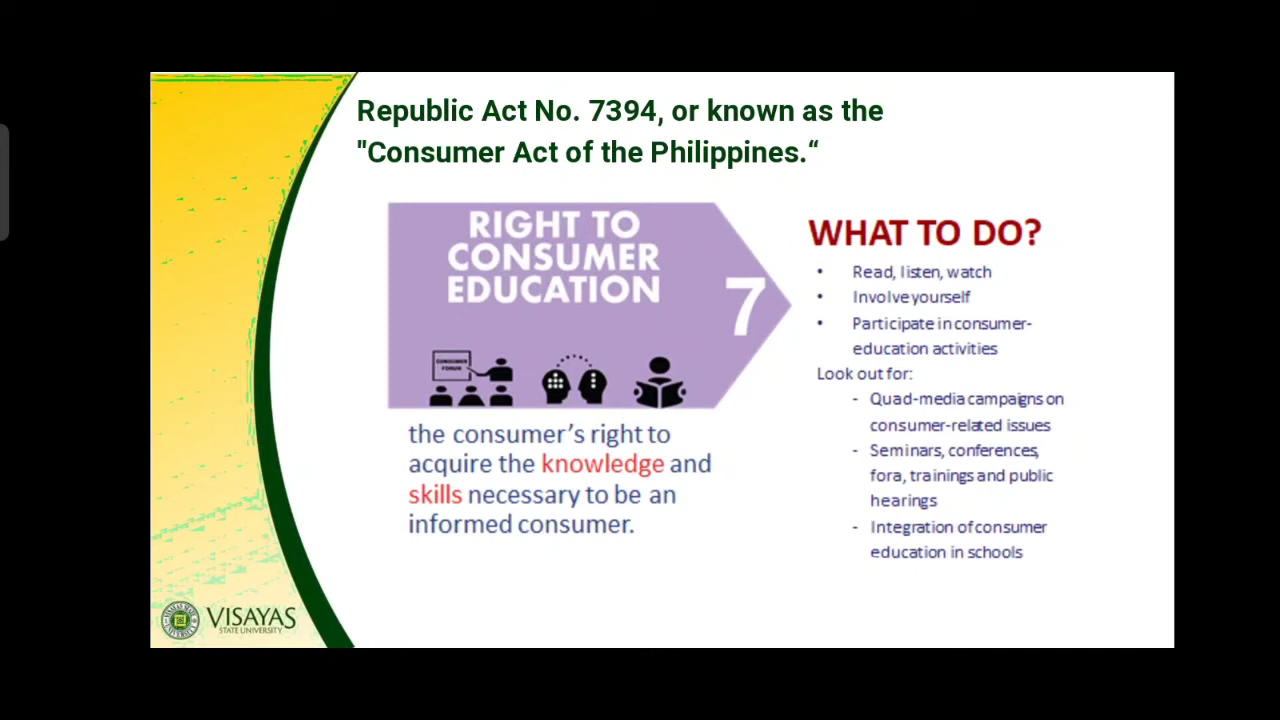 Republic Act No. 7394, or known as the
"Consumer Act of the Philippines.“
RIGHT TO
CONSUMER
EDUCATION
7
CONSUMER
FORUM
the consumer's right to
acquire the knowledge and
skills necessary to be an
informed consumer.
WHAT TO DO?
• Read, listen, watch
• Involve yourself
• Participate in consumer-
education activities
Look out for:
- Quad-media campaigns on
consumer-related issues
- Seminars, conferences,
fora, trainings and public
hearings
- Integration of consumer
education in schools
VISAYAS
STATE UNIVERSITY